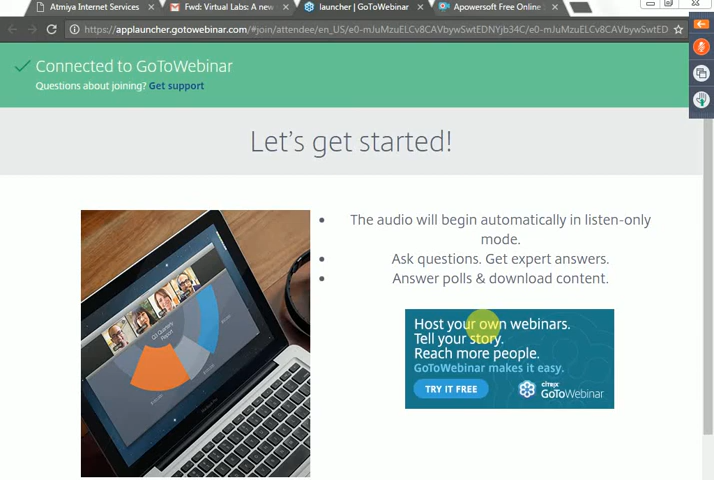 Atmiya Internet Services
Fwd: Virtual Labs: A new
launcher | GoToWebinar
Apowersoft Free Online
https://applauncher.gotowebinar.com/#join/attendee/en_US/e0-mJuMzuELCv8CAVbywSwtEDNYjb34C/e0-mJuMzuELCv8CAVbywSwtED
Connected to GoToWebinar
Questions about joining? Get support
Let's get started!
The audio will begin automatically in listen-only
mode.
Ask questions. Get expert answers.
Answer polls & download content.
Q3 Quarterly
Report
Host your own webinars.
Tell your story.
Reach more people.
GoToWebinar makes it easy.
TRY IT FREE
citrix
GoToWebinar